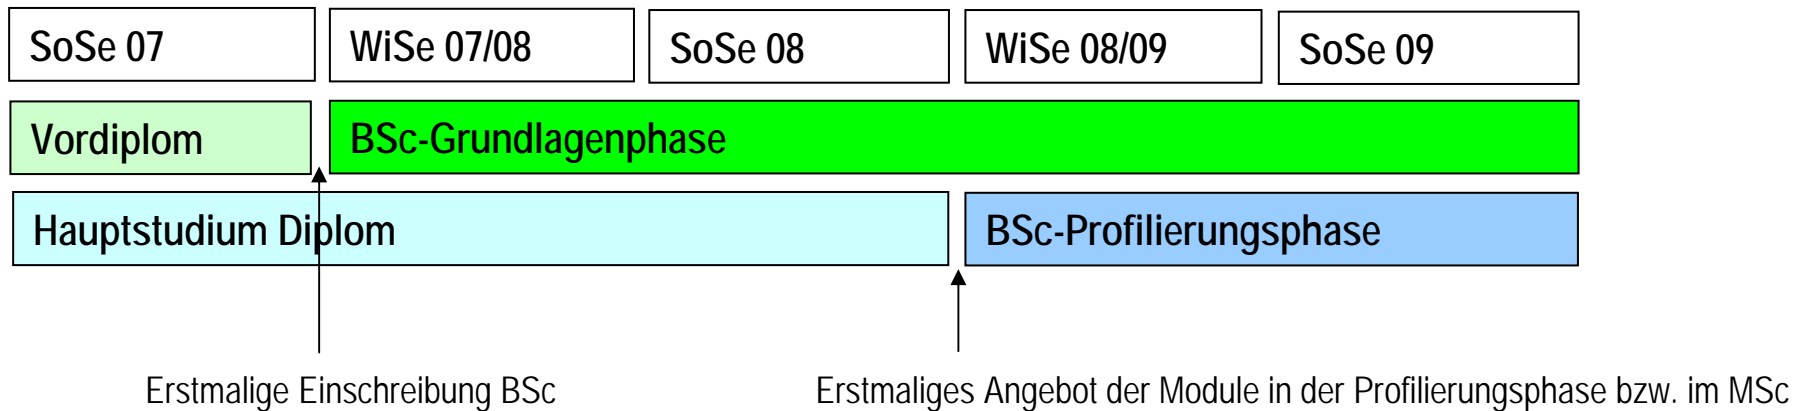 SoSe 07 WiSe 07/08 SoSe 08 WiSe 08/09 SoSe 09
Vordiplom BSc-Grundlagenphase
Hauptstudium Diplom BSc-Profilierungsphase
Erstmalige Einschreibung BSc Erstmaliges Angebot der Module in der Profilierungsphase bzw. im MSc